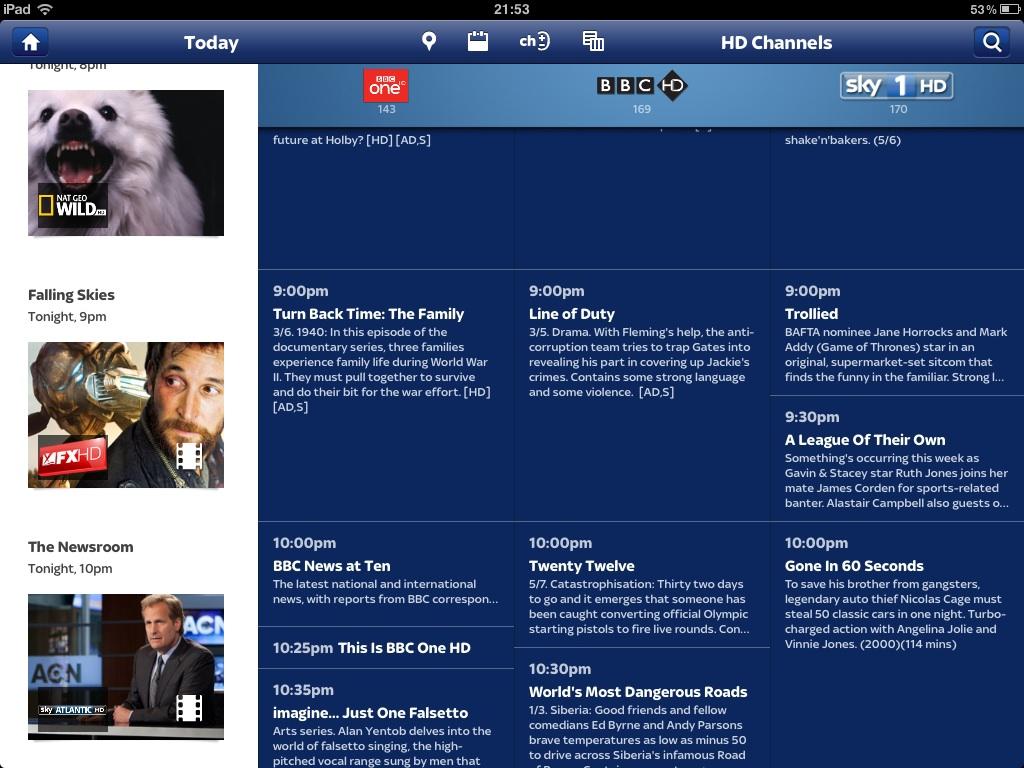 iPad 21:53 53%
Today ch HD Channels
Tonight, 8pm
NAT GEO
WILD HD
Falling Skies
Tonight, 9pm
FX HD
The Newsroom
Tonight, 10pm
ACN
ACN
sky ATLANTIC HD
BBC
one
143
BBC HD
169
sky 1 HD
170
future at Holby? [HD] [AD,S]
9:00pm
Turn Back Time: The Family
3/6. 1940: In this episode of the
documentary series, three families
experience family life during World War
II. They must pull together to survive
and do their bit for the war effort. [HD]
[AD,S]
10:00pm
BBC News at Ten
The latest national and international
news, with reports from BBC correspon...
10:25pm This Is BBC One HD
10:35pm
imagine... Just One Falsetto
Arts series. Alan Yentob delves into the
world of falsetto singing, the high-
pitched vocal range sung by men that
9:00pm
Line of Duty
3/5. Drama. With Fleming's help, the anti-
corruption team tries to trap Gates into
revealing his part in covering up Jackie's
crimes. Contains some strong language
and some violence. [AD,S]
10:00pm
Twenty Twelve
5/7. Catastrophisation: Thirty two days
to go and it emerges that someone has
been caught converting official Olympic
starting pistols to fire live rounds. Con...
10:30pm
World's Most Dangerous Roads
1/3. Siberia: Good friends and fellow
comedians Ed Byrne and Andy Parsons
brave temperatures as low as minus 50
to drive across Siberia's infamous Road
shake'n'bakers. (5/6)
9:00pm
Trollied
BAFTA nominee Jane Horrocks and Mark
Addy (Game of Thrones) star in an
original, supermarket-set sitcom that
finds the funny in the familiar. Strong l...
9:30pm
A League Of Their Own
Something's occurring this week as
Gavin & Stacey star Ruth Jones joins her
mate James Corden for sports-related
banter. Alastair Campbell also guests o...
10:00pm
Gone In 60 Seconds
To save his brother from gangsters,
legendary auto thief Nicolas Cage must
steal 50 classic cars in one night. Turbo-
charged action with Angelina Jolie and
Vinnie Jones. (2000)(114 mins)